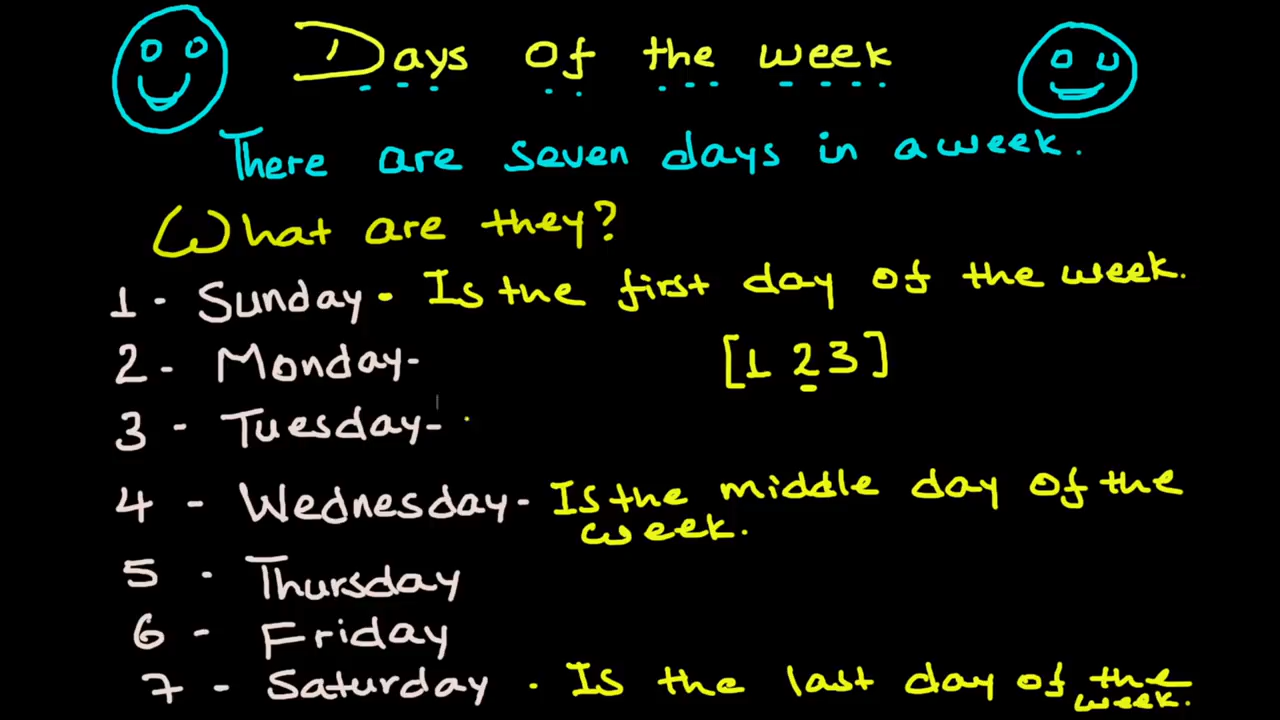 Days of the week
There are seven days in a week.
What are they?
1 - Sunday - Is the first day of the week.
2 - Monday-
[1 2 3]
3 - Tuesday-
4 - Wednesday- Is the middle day of the
week.
5 - Thursday
6 - Friday
7 - Saturday - Is the last day of the
week.